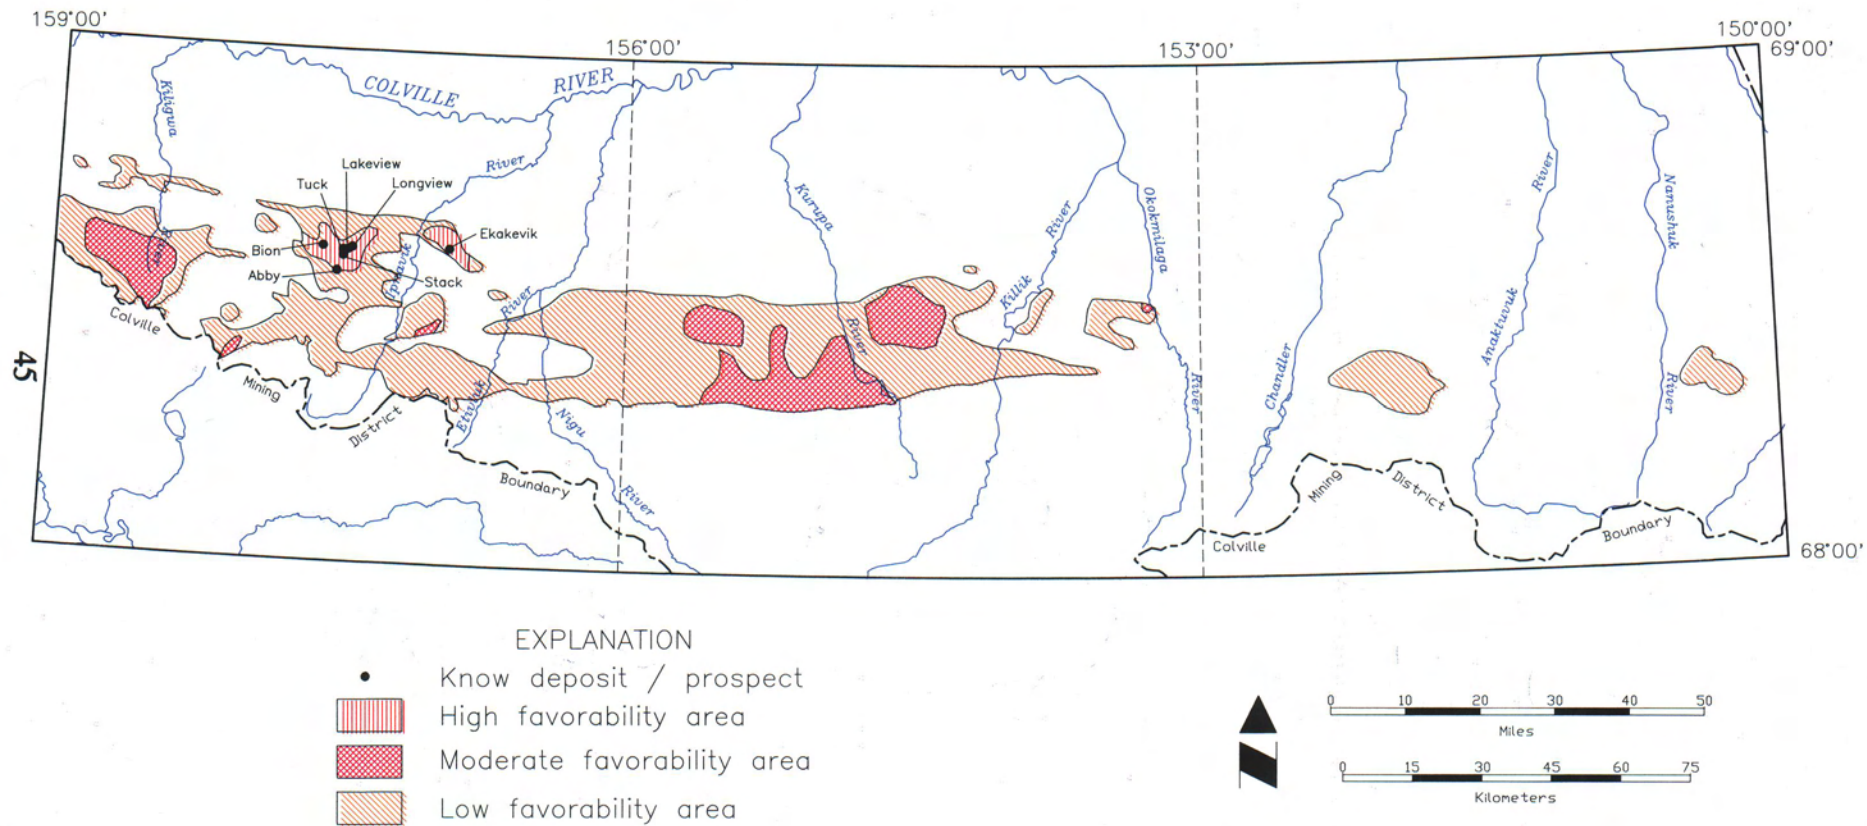 159°00'
156°00'
153°00'
150°00'
69°00'
COLVILLE RIVER
Kiligwa
River
River
Lakeview
Tuck
Longview
Bion
Ekakevik
Abby
Stack
Ipnavik
Kurupa
River
Okokmilaga
River
Killik
River
River
Nanushuk
River
Anaktuvuk
River
Chandler
Etivluk
River
Nigu
River
Colville
Mining
District
Boundary
Colville
Mining
District
Boundary
68°00'
45
EXPLANATION
Know deposit / prospect
High favorability area
Moderate favorability area
Low favorability area
0 10 20 30 40 50
Miles
0 15 30 45 60 75
Kilometers